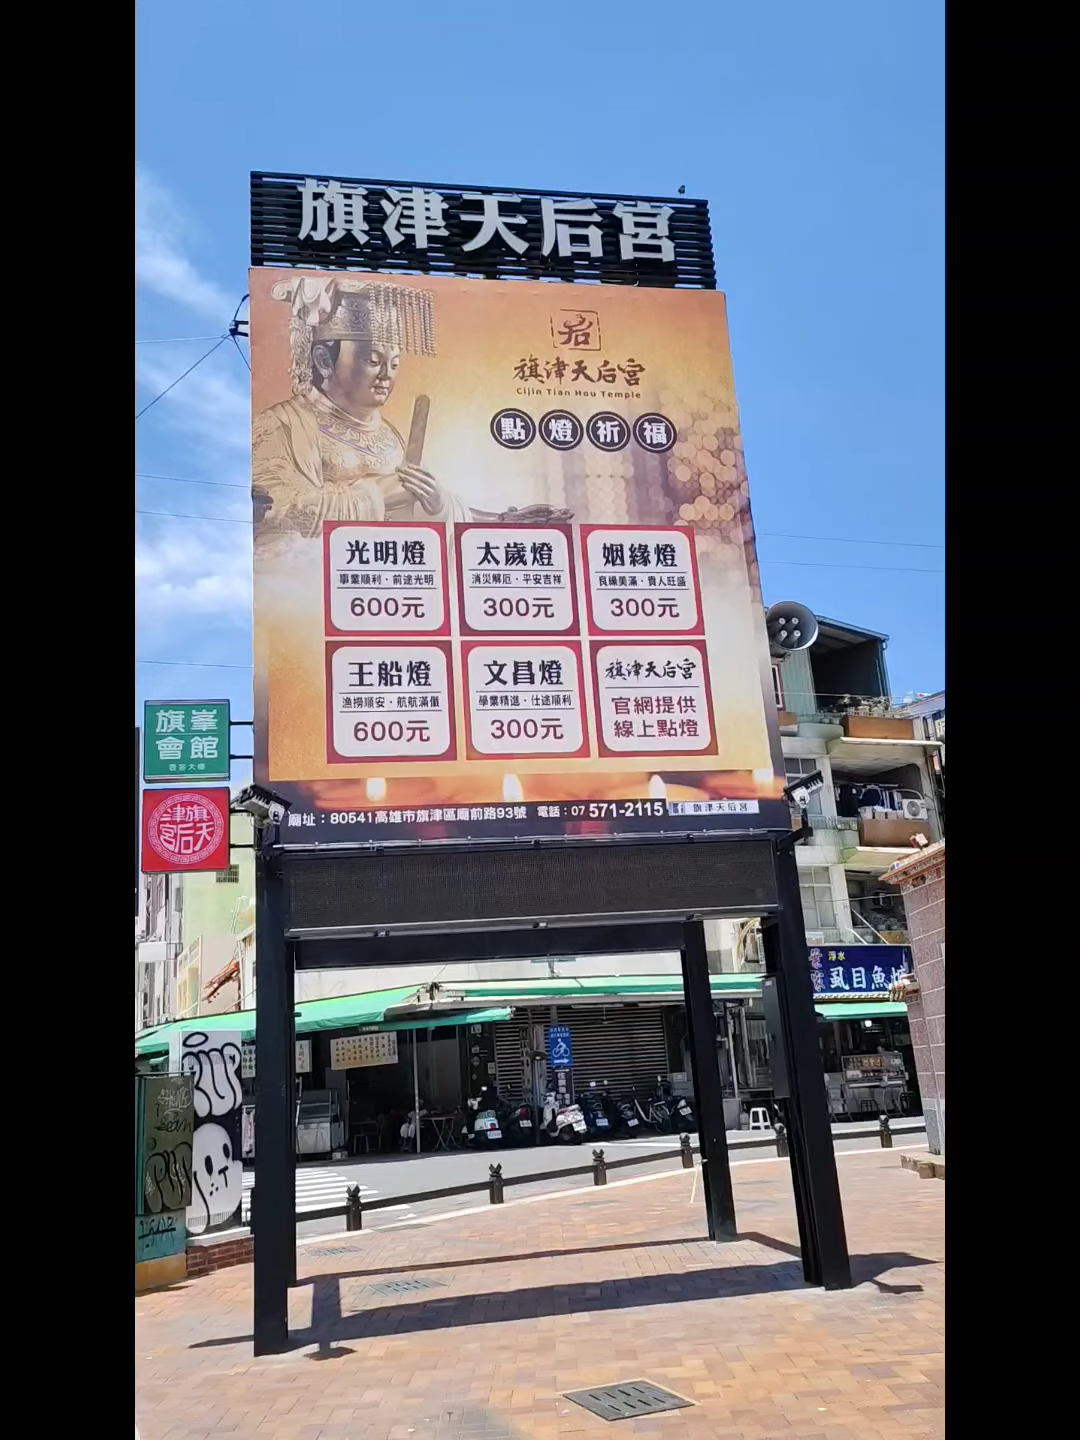 旗津天后宮
旗津天后宮
Cijin Tian Hou Temple
點燈祈福
光明燈
事業順利・前途光明
600元
太歲燈
消災解厄・平安吉祥
300元
姻緣燈
良緣美滿・貴人旺盛
300元
王船燈
漁撈順安・航航滿儎
600元
文昌燈
學業精進・仕途順利
300元
旗津天后宮
官網提供
線上點燈
廟址：80541高雄市旗津區廟前路93號 電話：07 571-2115 旗津天后宮
旗峯
會館
香客大樓
旗津
天后宮
淨水
虱目魚